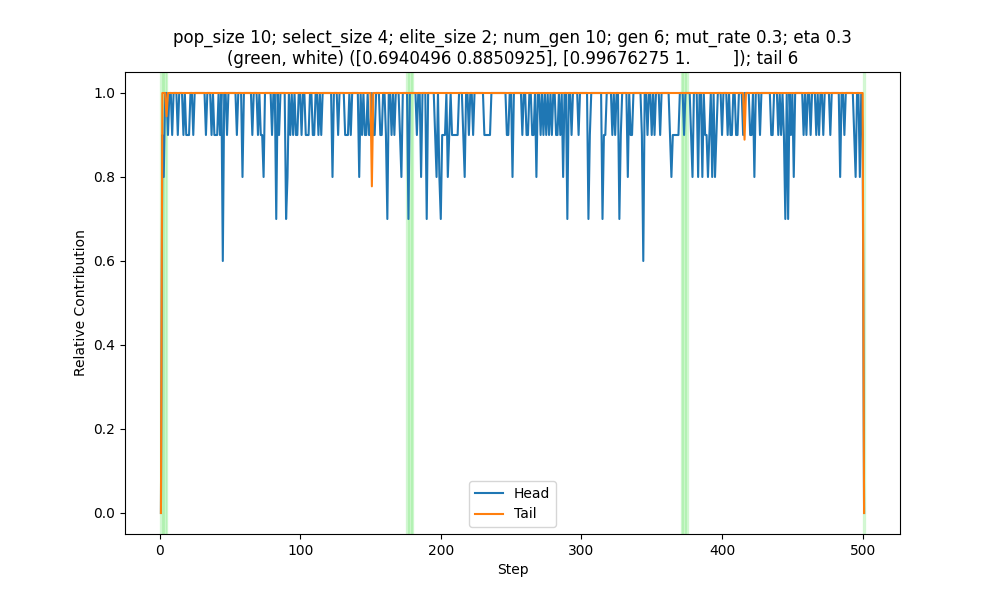 pop_size 10; select_size 4; elite_size 2; num_gen 10; gen 6; mut_rate 0.3; eta 0.3
(green, white) ([0.6940496 0.8850925], [0.99676275 1.        ]); tail 6
1.0
0.8
0.6
0.4
0.2
0.0
Relative Contribution
Head
Tail
0
100
200
300
400
500
Step